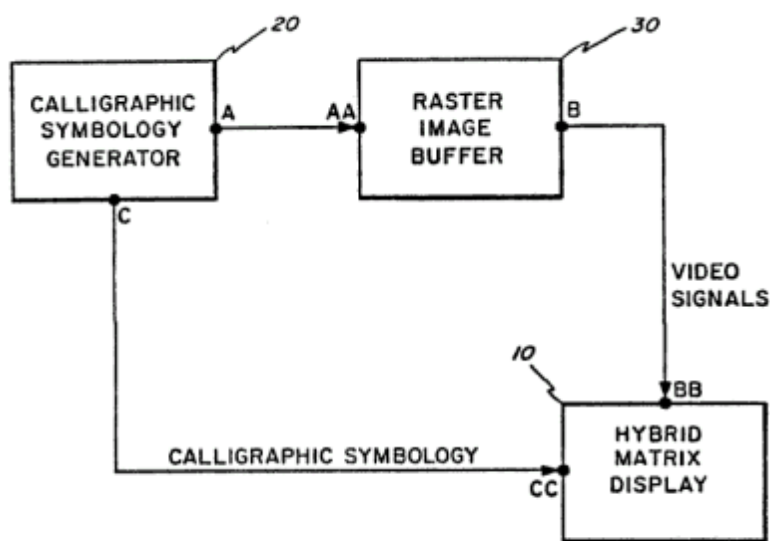 20
30
CALLIGRAPHIC
SYMBOLOGY
GENERATOR
A
AA
RASTER
IMAGE
BUFFER
B
C
VIDEO
SIGNALS
10
BB
CALLIGRAPHIC SYMBOLOGY
CC
HYBRID
MATRIX
DISPLAY